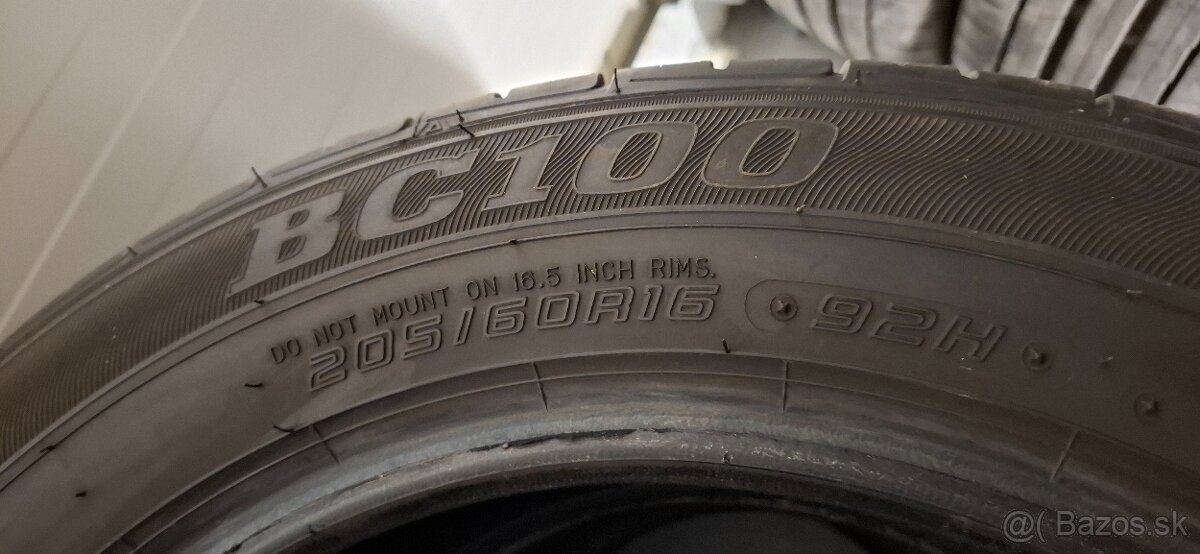 BC100
DO NOT MOUNT ON 16.5 INCH RIMS.
205/60R16 92H
@( Bazos.sk